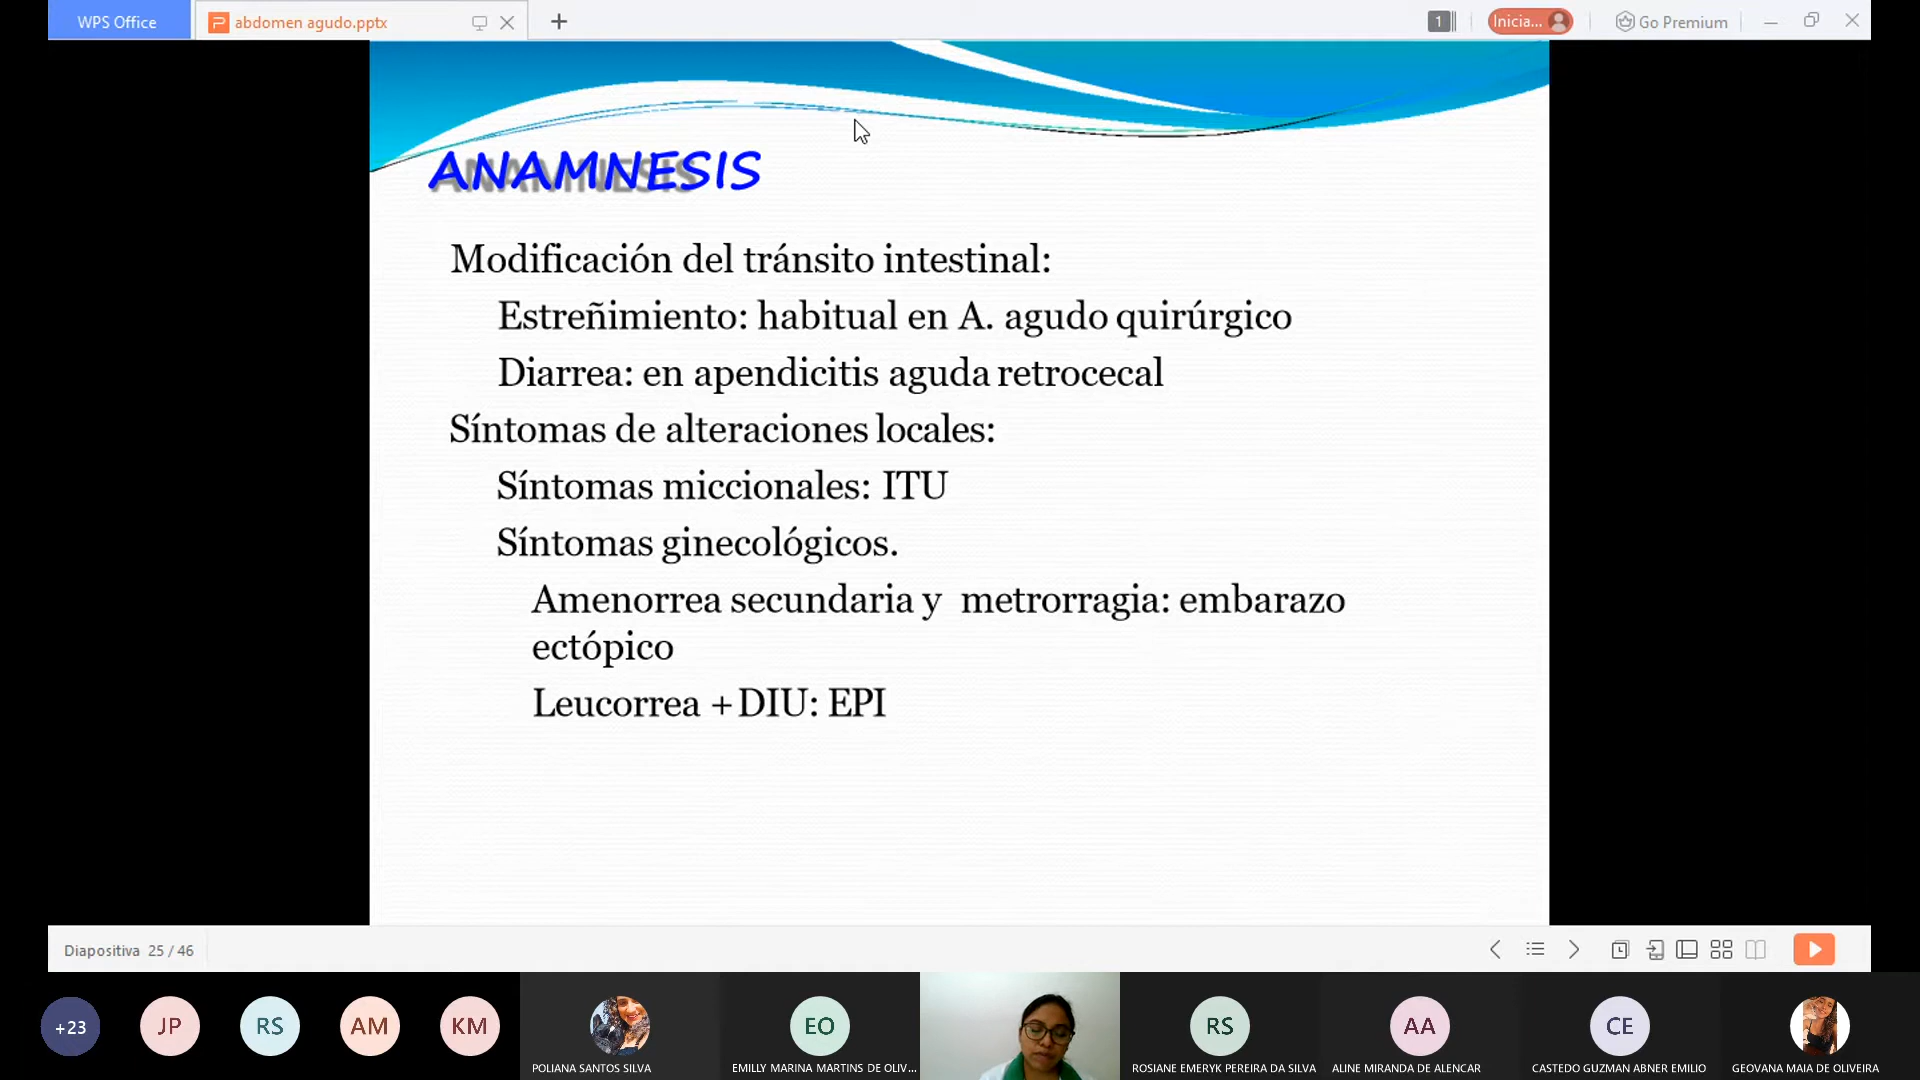 WPS Office
abdomen agudo.pptx
1
Inicia...
Go Premium
ANAMNESIS
Modificación del tránsito intestinal:
Estreñimiento: habitual en A. agudo quirúrgico
Diarrea: en apendicitis aguda retrocecal
Síntomas de alteraciones locales:
Síntomas miccionales: ITU
Síntomas ginecológicos.
Amenorrea secundaria y metrorragia: embarazo
ectópico
Leucorrea + DIU: EPI
Diapositiva 25 / 46
+23
JP
RS
AM
KM
EO
RS
AA
CE
POLIANA SANTOS SILVA
EMILLY MARINA MARTINS DE OLIV...
ROSIANE EMERYK PEREIRA DA SILVA
ALINE MIRANDA DE ALENCAR
CASTEDO GUZMAN ABNER EMILIO
GEOVANA MAIA DE OLIVEIRA